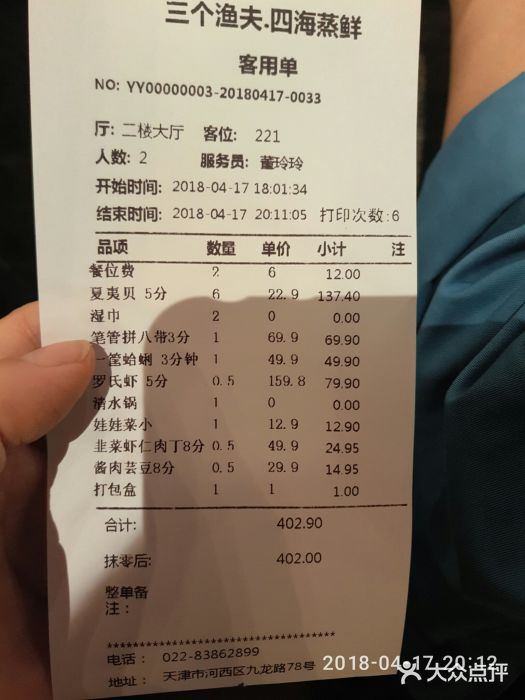 三个渔夫.四海蒸鲜
客用单
NO: YY00000003-20180417-0033
厅: 二楼大厅 客位: 221
人数: 2 服务员: 董玲玲
开始时间: 2018-04-17 18:01:34
结束时间: 2018-04-17 20:11:05 打印次数:6
品项 数量 单价 小计 注
餐位费 2 6 12.00
夏夷贝 5分 6 22.9 137.40
湿巾 2 0 0.00
笔管拼八带3分 1 69.9 69.90
一筐蛤蜊 3分钟 1 49.9 49.90
罗氏虾 5分 0.5 159.8 79.90
清水锅 1 0 0.00
娃娃菜小 1 12.9 12.90
韭菜虾仁肉丁8分 0.5 49.9 24.95
酱肉芸豆8分 0.5 29.9 14.95
打包盒 1 1 1.00
合计: 402.90
抹零后: 402.00
整单备
注:
************************************
电话: 022-83862899
地址: 天津市河西区九龙路78号
2018-04-17 20:12
大众点评